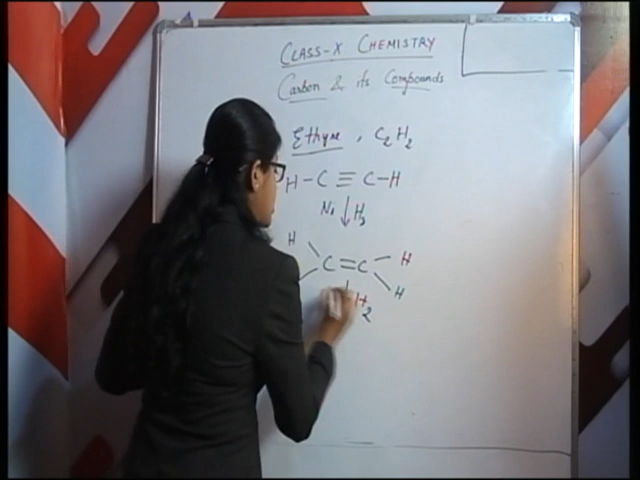 CLASS-X CHEMISTRY
Carbon & its Compounds
Ethyne, C2H2
H-C≡C-H
Ni H2
H
C=C H
H
H2